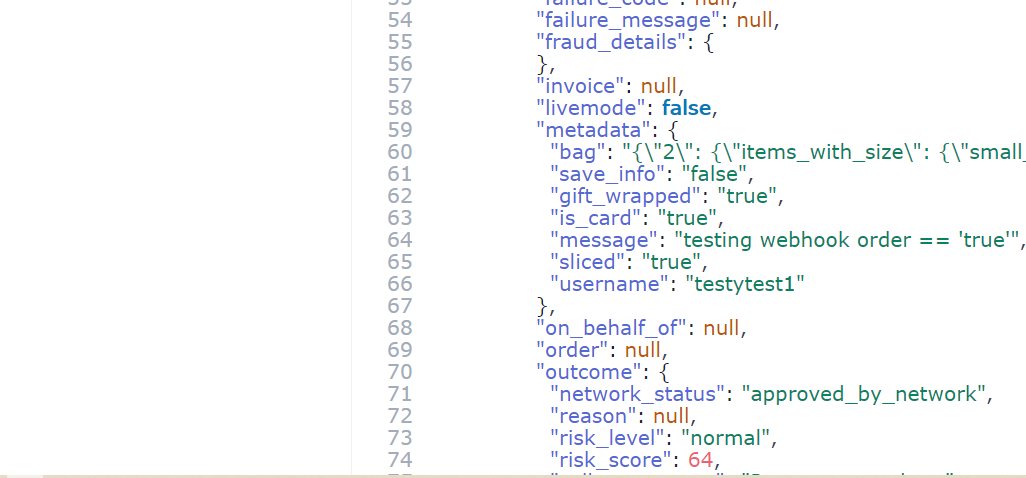 53 "failure_code": null,
54 "failure_message": null,
55 "fraud_details": {
56 },
57 "invoice": null,
58 "livemode": false,
59 "metadata": {
60 "bag": "{\"2\": {\"items_with_size\": {\"small_
61 "save_info": "false",
62 "gift_wrapped": "true",
63 "is_card": "true",
64 "message": "testing webhook order == 'true'",
65 "sliced": "true",
66 "username": "testytest1"
67 },
68 "on_behalf_of": null,
69 "order": null,
70 "outcome": {
71 "network_status": "approved_by_network",
72 "reason": null,
73 "risk_level": "normal",
74 "risk_score": 64,